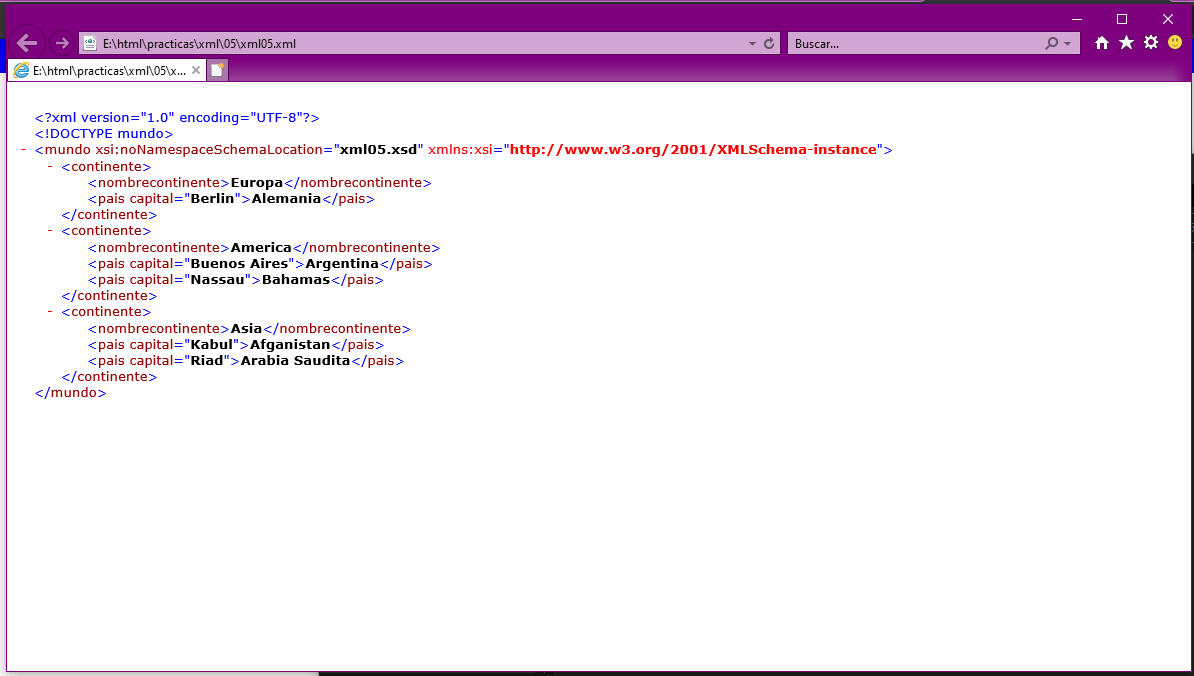 E:\html\practicas\xml\05\xml05.xml
Buscar...
E:\html\practicas\xml\05\x...
<?xml version="1.0" encoding="UTF-8"?>
<!DOCTYPE mundo>
- <mundo xsi:noNamespaceSchemaLocation="xml05.xsd" xmlns:xsi="http://www.w3.org/2001/XMLSchema-instance">
- <continente>
<nombrecontinente>Europa</nombrecontinente>
<pais capital="Berlin">Alemania</pais>
</continente>
- <continente>
<nombrecontinente>America</nombrecontinente>
<pais capital="Buenos Aires">Argentina</pais>
<pais capital="Nassau">Bahamas</pais>
</continente>
- <continente>
<nombrecontinente>Asia</nombrecontinente>
<pais capital="Kabul">Afganistan</pais>
<pais capital="Riad">Arabia Saudita</pais>
</continente>
</mundo>